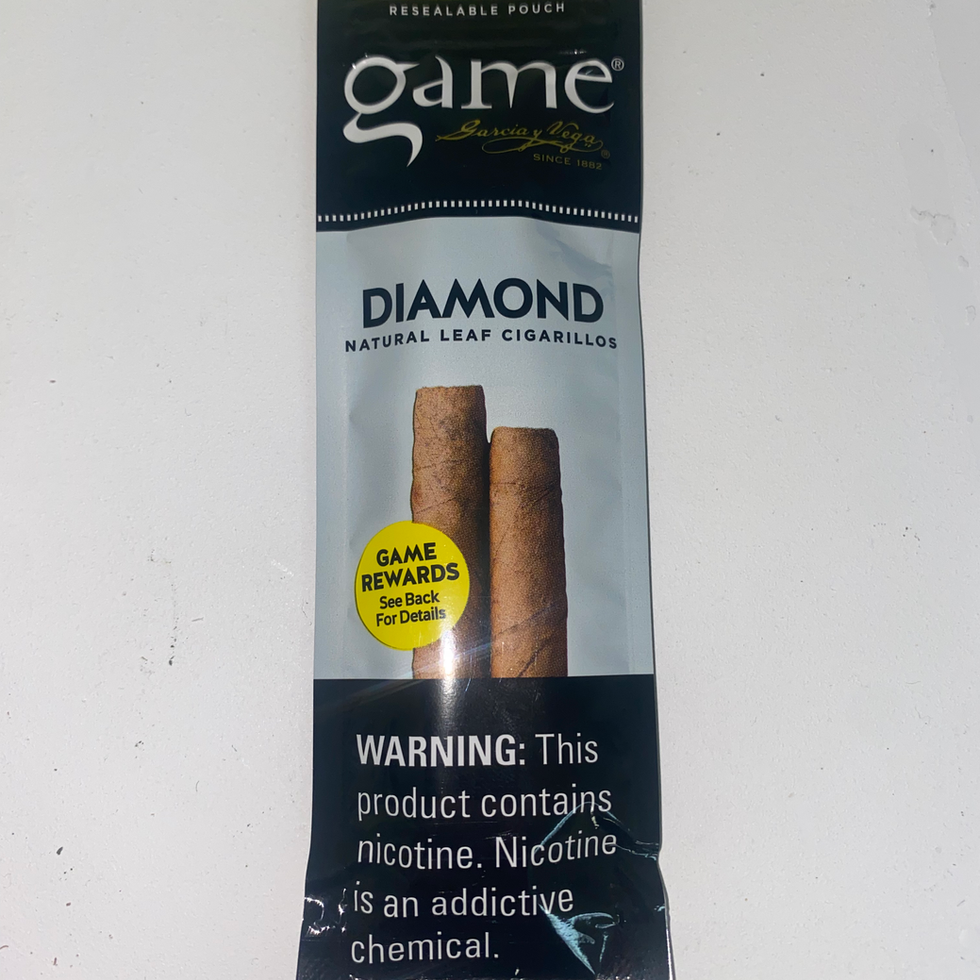 RESEALABLE POUCH
game®
Garcia y Vega®
SINCE 1882
DIAMOND
NATURAL LEAF CIGARILLOS
GAME
REWARDS
See Back
For Details
WARNING: This
product contains
nicotine. Nicotine
is an addictive
chemical.